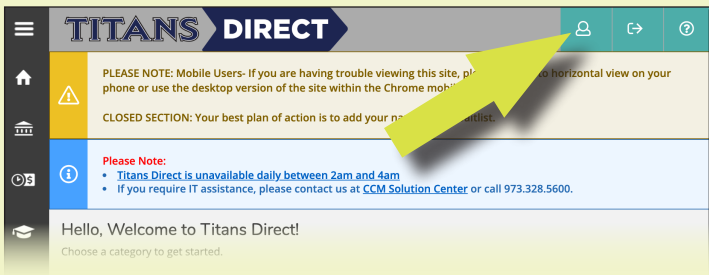 TITANS DIRECT
PLEASE NOTE: Mobile Users- If you are having trouble viewing this site, to horizontal view on your
phone or use the desktop version of the site within the Chrome
CLOSED SECTION: Your best plan of action is to add your
Please Note:
Titans Direct is unavailable daily between 2am and 4am
If you require IT assistance, please contact us at CCM Solution Center or call 973.328.5600.
Hello, Welcome to Titans Direct!
Choose a category to get started.